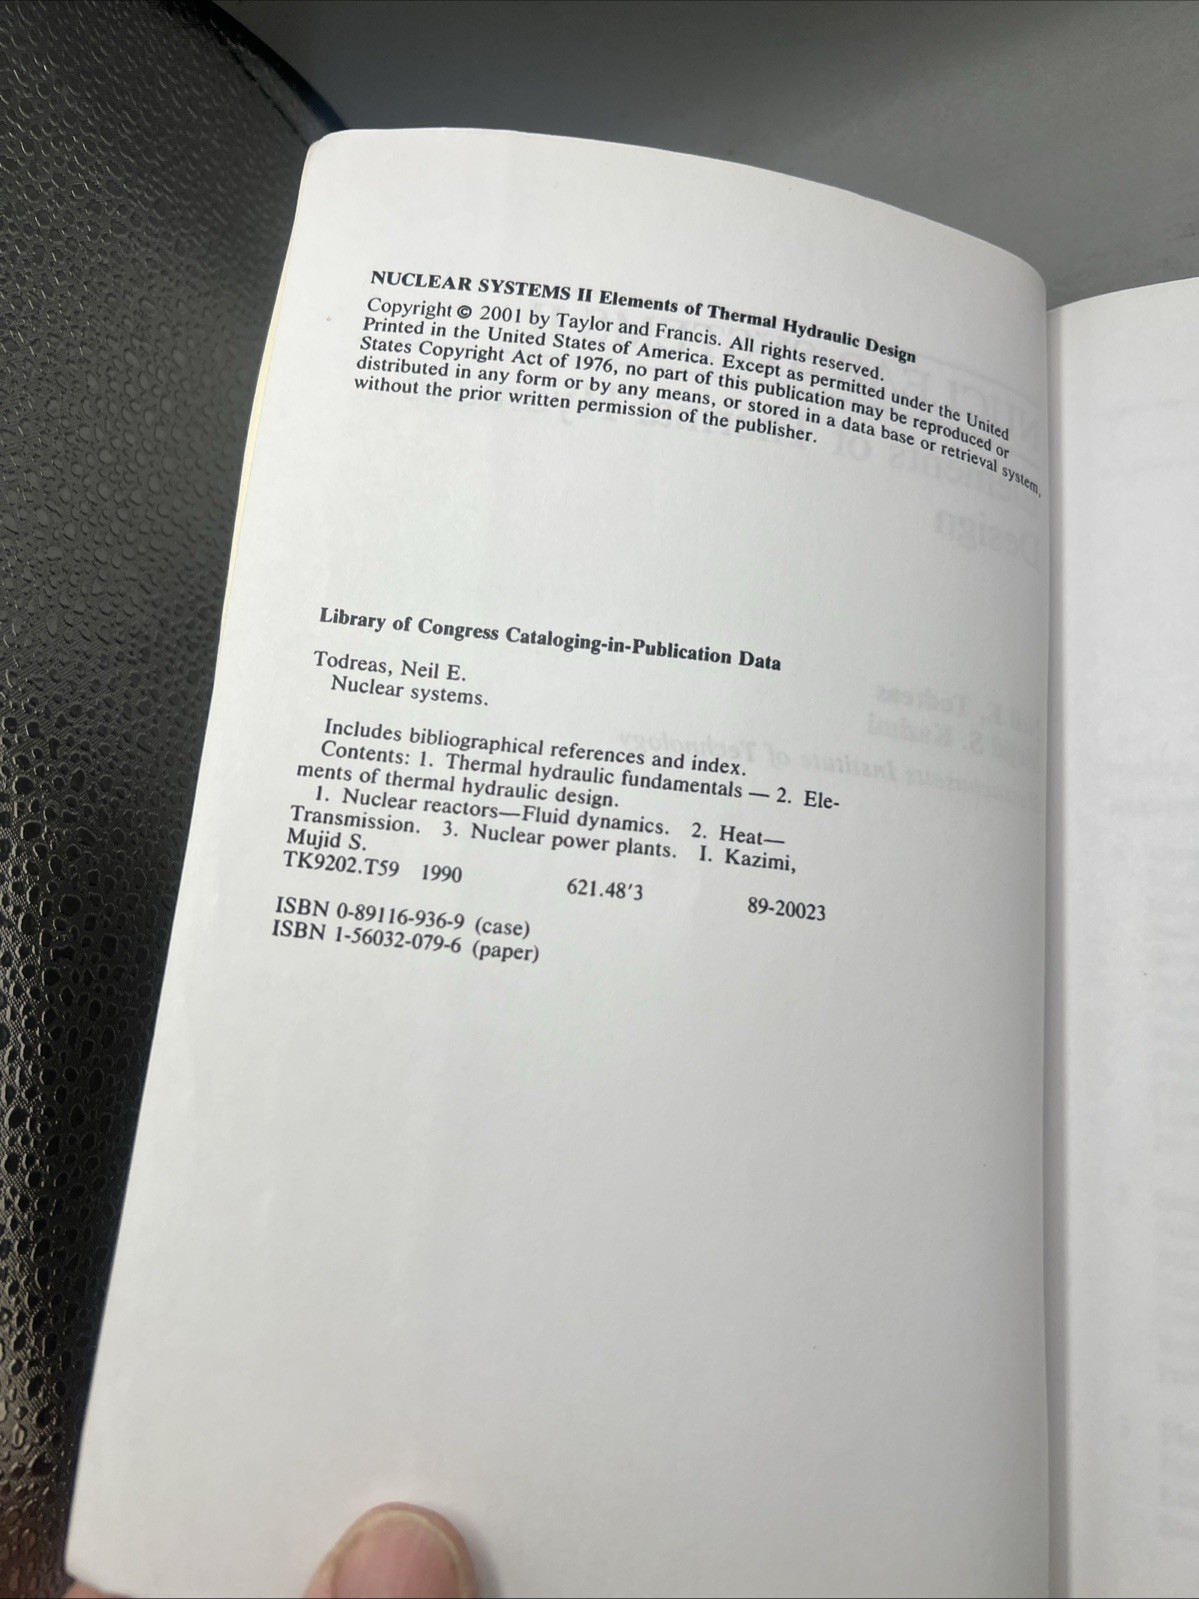 NUCLEAR SYSTEMS II Elements of Thermal Hydraulic Design
Copyright © 2001 by Taylor and Francis. All rights reserved.
Printed in the United States of America. Except as permitted under the United
States Copyright Act of 1976, no part of this publication may be reproduced or
distributed in any form or by any means, or stored in a data base or retrieval system,
without the prior written permission of the publisher.
Library of Congress Cataloging-in-Publication Data
Todreas, Neil E.
Nuclear systems.
Includes bibliographical references and index.
Contents: 1. Thermal hydraulic fundamentals — 2. Ele-
ments of thermal hydraulic design.
1. Nuclear reactors—Fluid dynamics. 2. Heat—
Transmission. 3. Nuclear power plants. I. Kazimi,
Mujid S.
TK9202.T59 1990 621.48'3 89-20023
ISBN 0-89116-936-9 (case)
ISBN 1-56032-079-6 (paper)